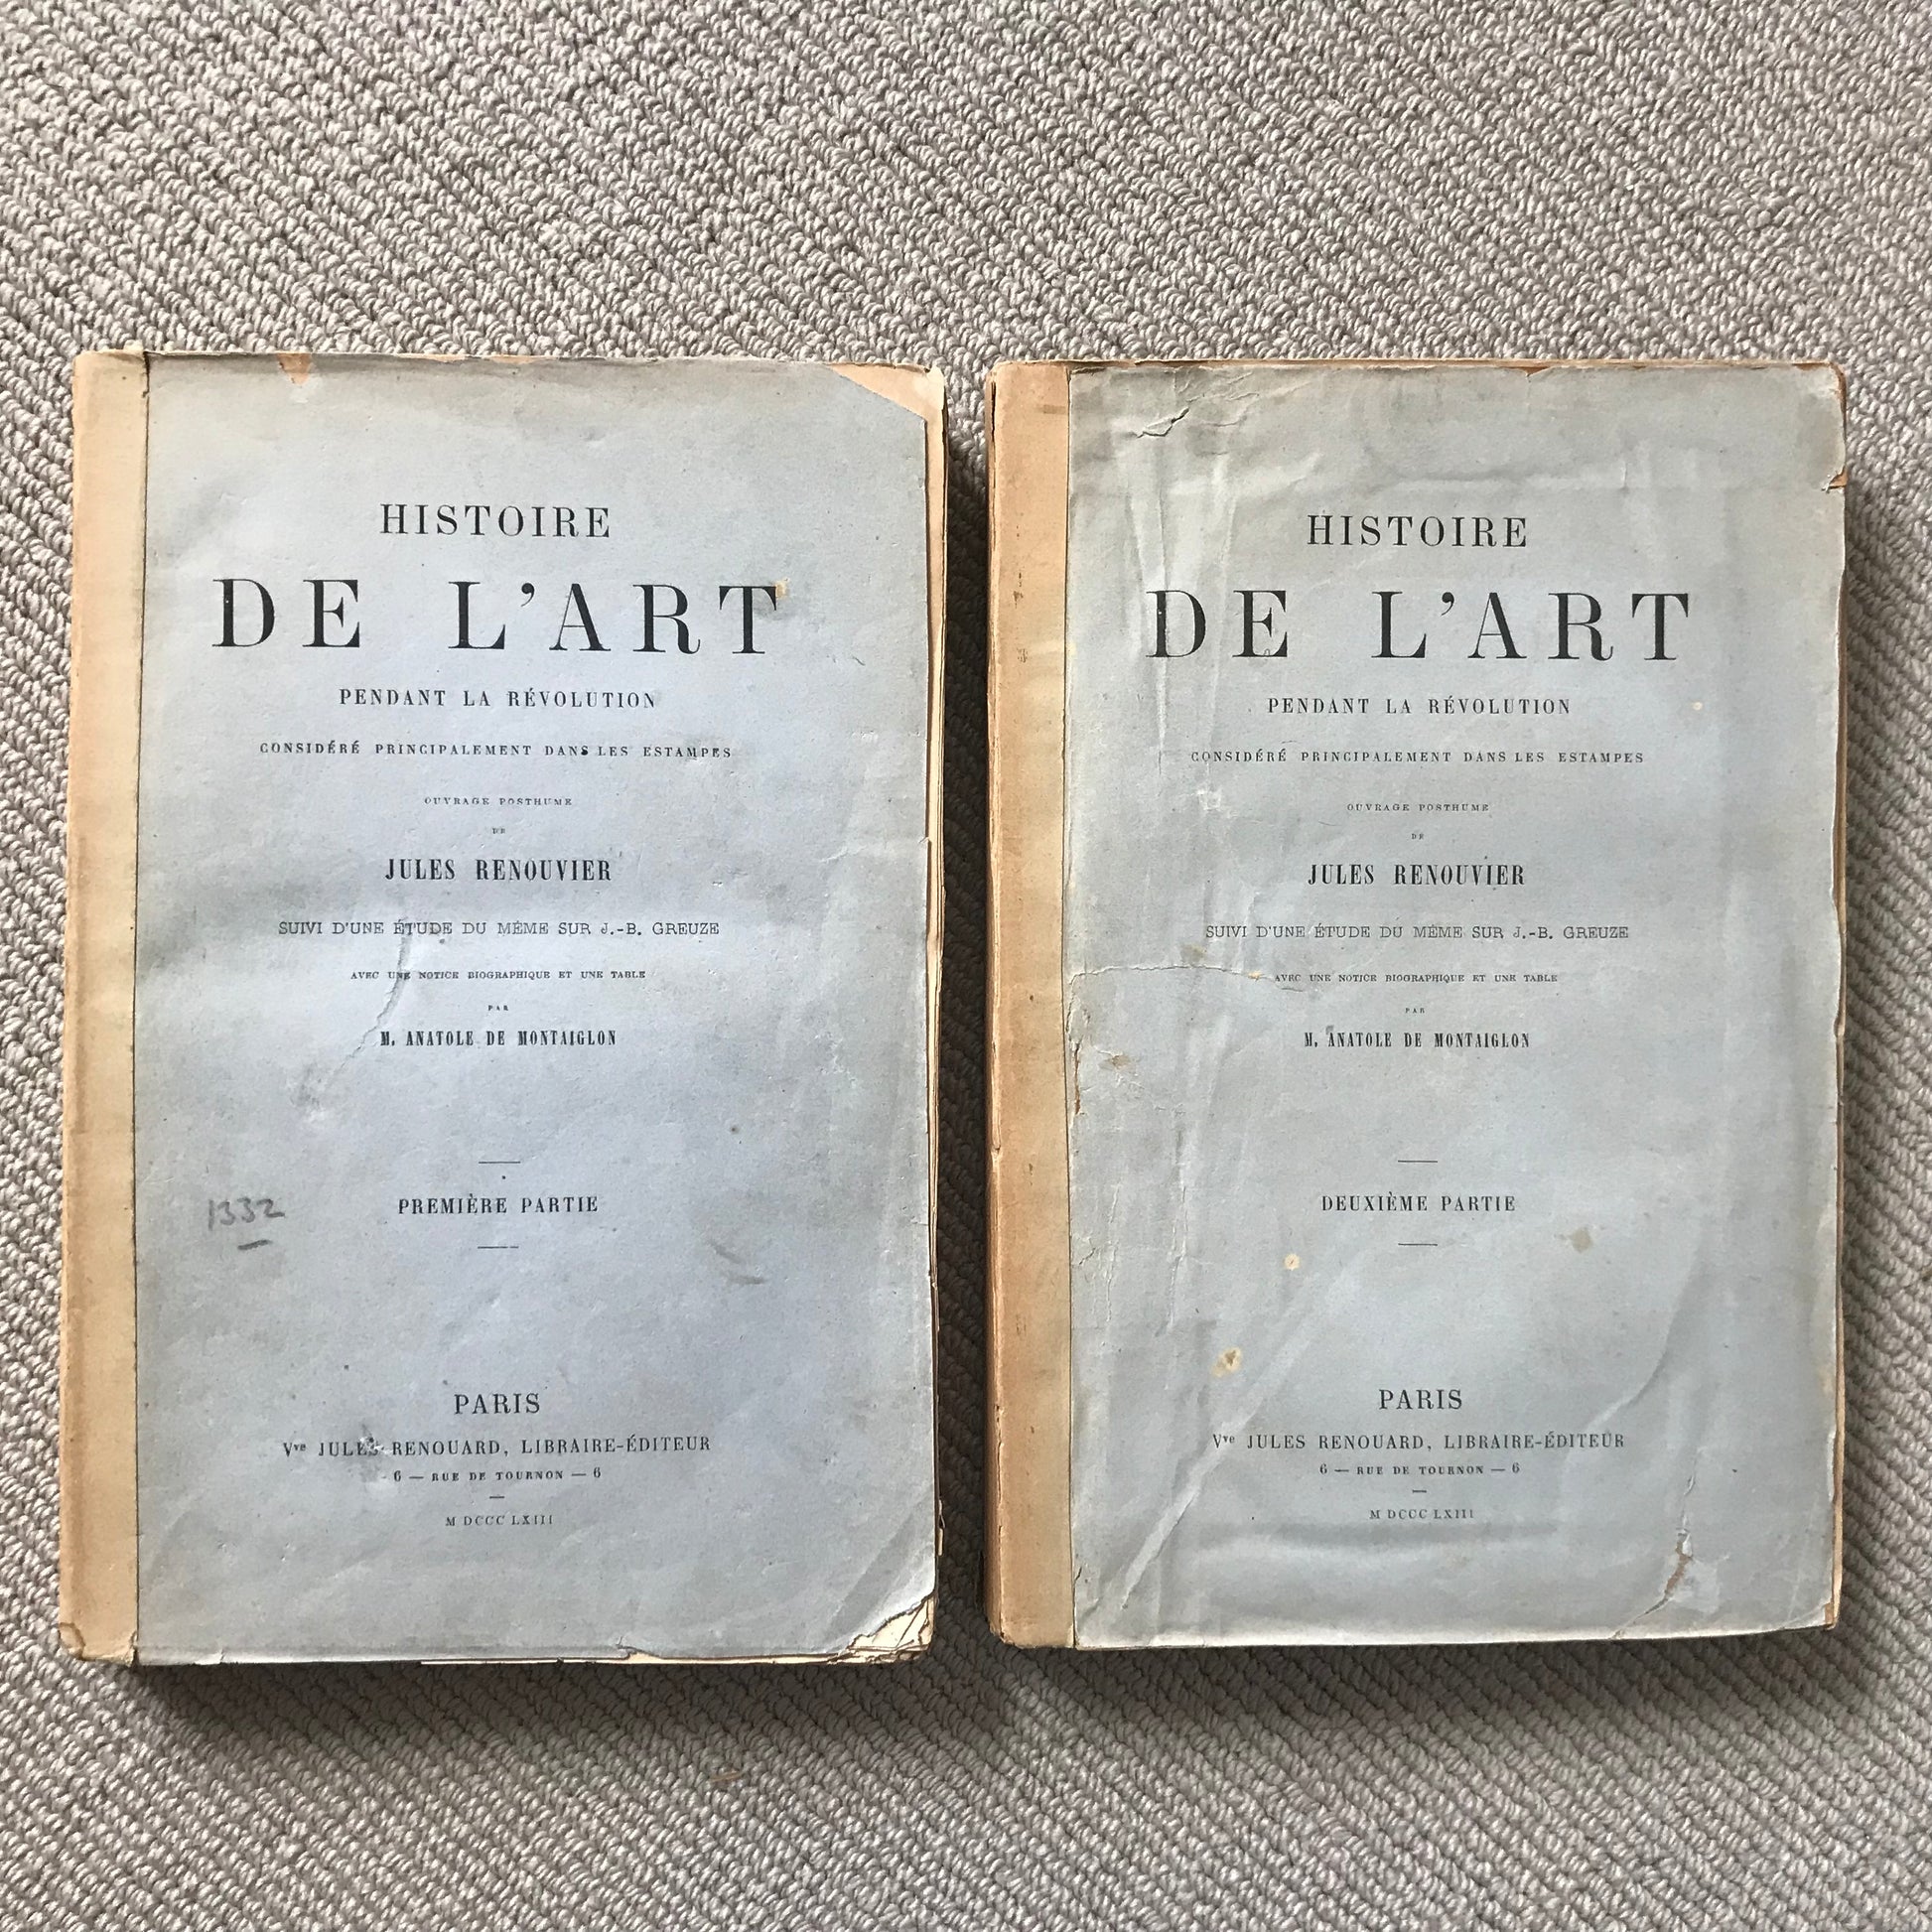 HISTOIRE
DE L'ART
PENDANT LA RÉVOLUTION
CONSIDÉRÉ PRINCIPALEMENT DANS LES ESTAMPES
OUVRAGE POSTHUME
DE
JULES RENOUVIER
SUIVI D'UNE ÉTUDE DU MÊME SUR J.-B. GREUZE
AVEC UNE NOTICE BIOGRAPHIQUE ET UNE TABLE
PAR
M. ANATOLE DE MONTAIGLON
PREMIÈRE PARTIE
1332
PARIS
Vve JULES RENOUARD, LIBRAIRE-ÉDITEUR
6 — RUE DE TOURNON — 6
M DCCC LXIII
HISTOIRE
DE L'ART
PENDANT LA RÉVOLUTION
CONSIDÉRÉ PRINCIPALEMENT DANS LES ESTAMPES
OUVRAGE POSTHUME
DE
JULES RENOUVIER
SUIVI D'UNE ÉTUDE DU MÊME SUR J.-B. GREUZE
AVEC UNE NOTICE BIOGRAPHIQUE ET UNE TABLE
PAR
M. ANATOLE DE MONTAIGLON
DEUXIÈME PARTIE
PARIS
Vve JULES RENOUARD, LIBRAIRE-ÉDITEUR
6 — RUE DE TOURNON — 6
M DCCC LXIII